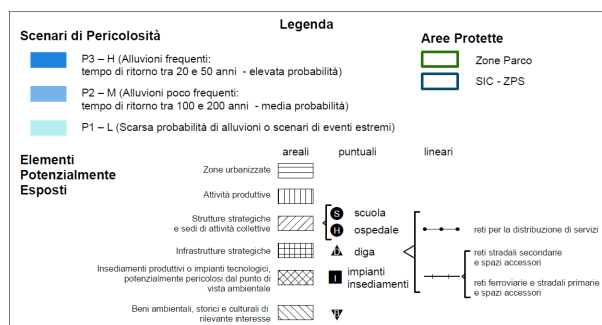 Legenda
Scenari di Pericolosità
P3 – H (Alluvioni frequenti:
tempo di ritorno tra 20 e 50 anni - elevata probabilità)
P2 – M (Alluvioni poco frequenti:
tempo di ritorno tra 100 e 200 anni - media probabilità)
P1 – L (Scarsa probabilità di alluvioni o scenari di eventi estremi)
Aree Protette
Zone Parco
SIC - ZPS
Elementi
Potenzialmente
Esposti
areali
puntuali
lineari
Zone urbanizzate
Attività produttive
Strutture strategiche
e sedi di attività collettive
S scuola
H ospedale
Infrastrutture strategiche
D diga
Insediamenti produttivi o impianti tecnologici,
potenzialmente pericolosi dal punto di
vista ambientale
I impianti
insediamenti
Beni ambientali, storici e culturali di
rilevante interesse
B
reti per la distribuzione di servizi
reti stradali secondarie
e spazi accessori
reti ferroviarie e stradali primarie
e spazi accessori